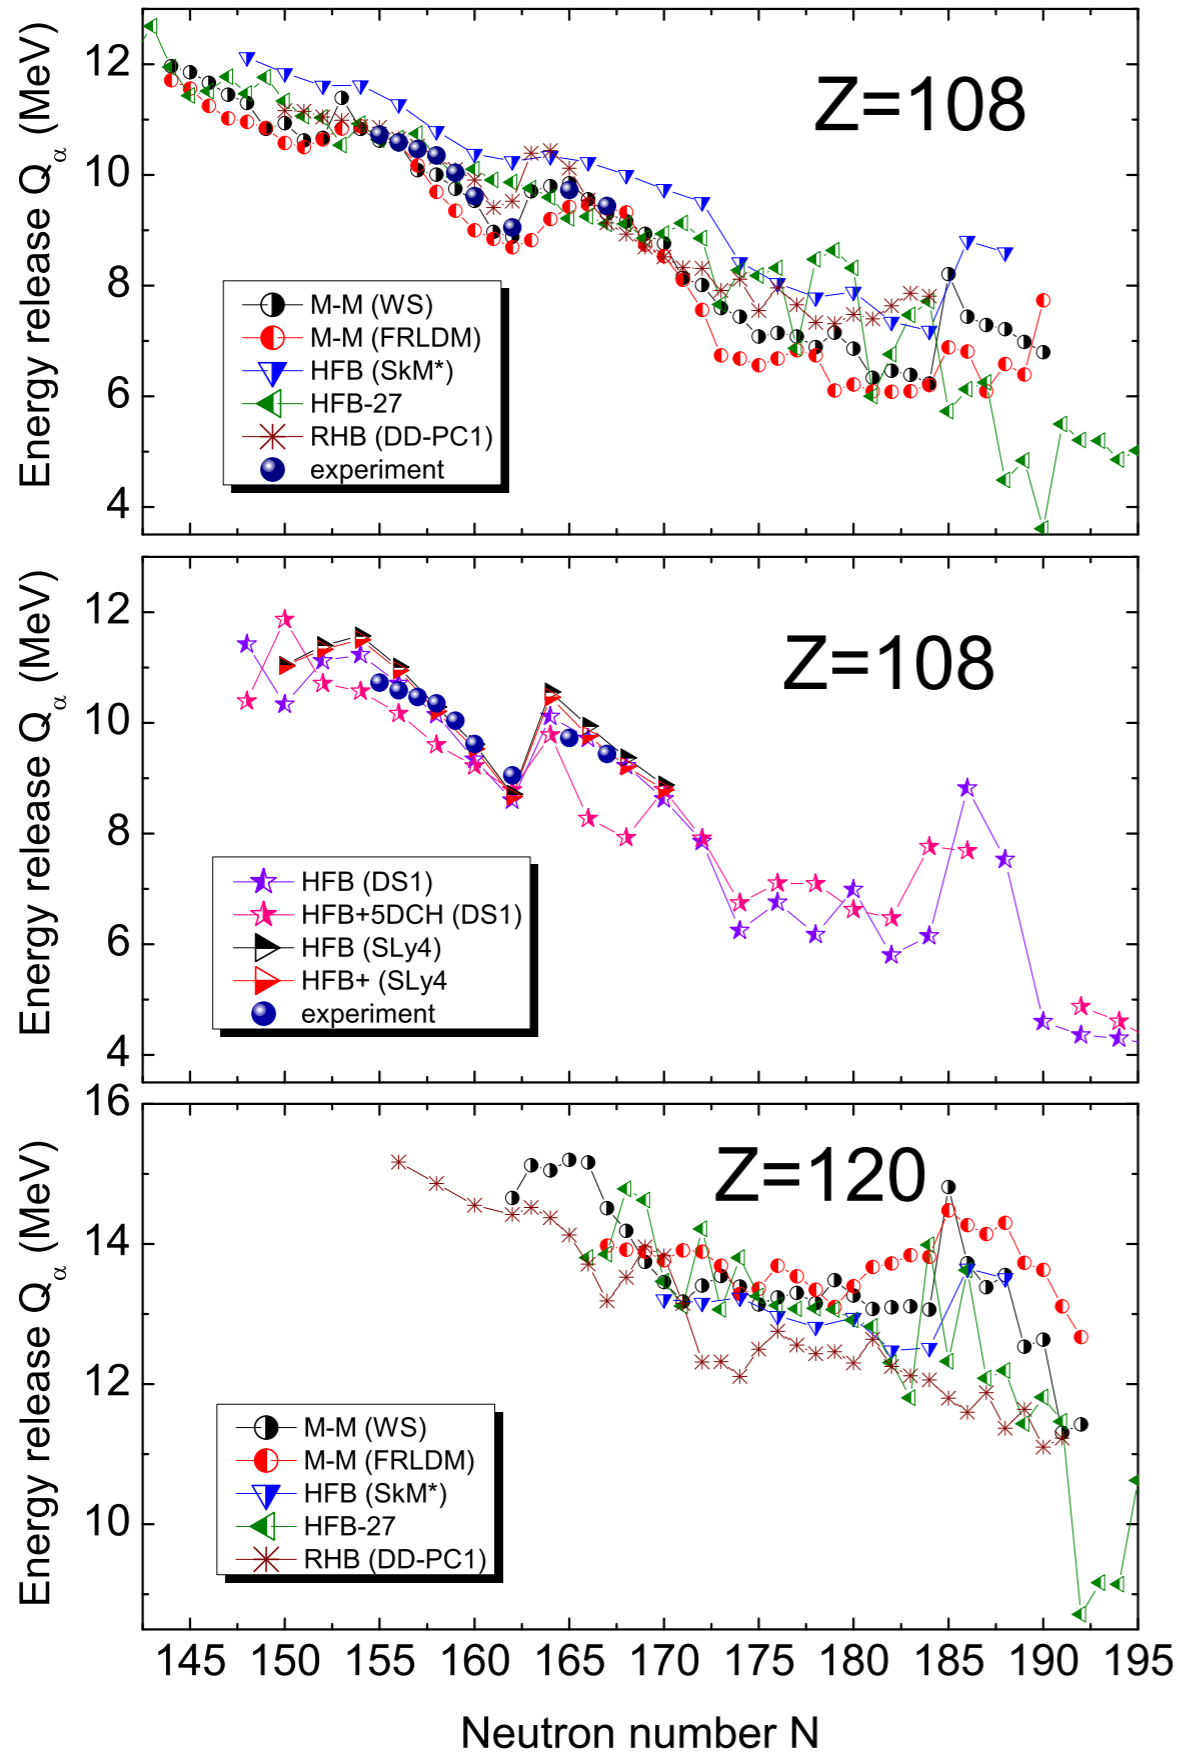 Energy release Qα (MeV)
12
10
8
6
4
Z=108
M-M (WS)
M-M (FRLDM)
HFB (SkM*)
HFB-27
RHB (DD-PC1)
experiment
Energy release Qα (MeV)
12
10
8
6
4
Z=108
HFB (DS1)
HFB+5DCH (DS1)
HFB (SLy4)
HFB+ (SLy4
experiment
Energy release Qα (MeV)
16
14
12
10
Z=120
M-M (WS)
M-M (FRLDM)
HFB (SkM*)
HFB-27
RHB (DD-PC1)
145 150 155 160 165 170 175 180 185 190 195
Neutron number N